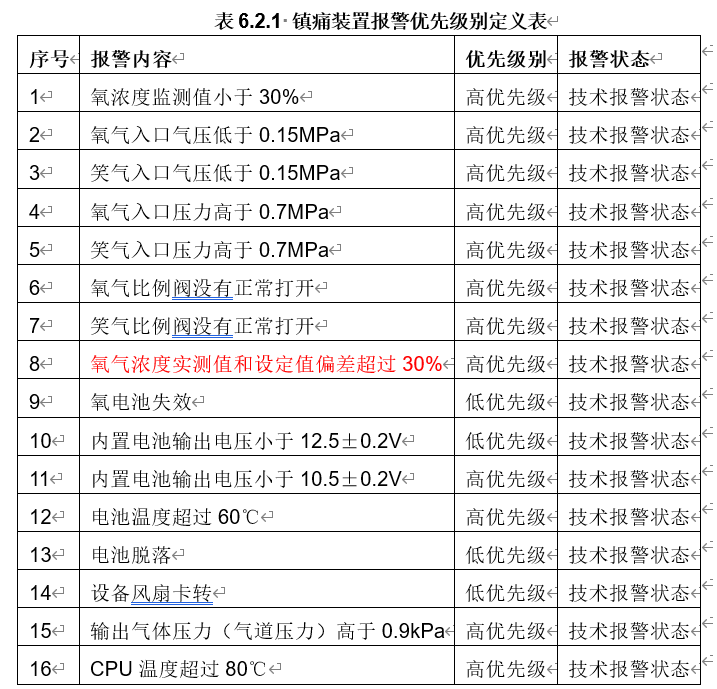 表 6.2.1 镇痛装置报警优先级别定义表
序号 报警内容 优先级别 报警状态
1 氧浓度监测值小于 30% 高优先级 技术报警状态
2 氧气入口气压低于 0.15MPa 高优先级 技术报警状态
3 笑气入口气压低于 0.15MPa 高优先级 技术报警状态
4 氧气入口压力高于 0.7MPa 高优先级 技术报警状态
5 笑气入口压力高于 0.7MPa 高优先级 技术报警状态
6 氧气比例阀没有正常打开 高优先级 技术报警状态
7 笑气比例阀没有正常打开 高优先级 技术报警状态
8 氧气浓度实测值和设定值偏差超过 30% 高优先级 技术报警状态
9 氧电池失效 低优先级 技术报警状态
10 内置电池输出电压小于 12.5±0.2V 低优先级 技术报警状态
11 内置电池输出电压小于 10.5±0.2V 高优先级 技术报警状态
12 电池温度超过 60℃ 高优先级 技术报警状态
13 电池脱落 低优先级 技术报警状态
14 设备风扇卡转 低优先级 技术报警状态
15 输出气体压力（气道压力）高于 0.9kPa 高优先级 技术报警状态
16 CPU 温度超过 80℃ 高优先级 技术报警状态